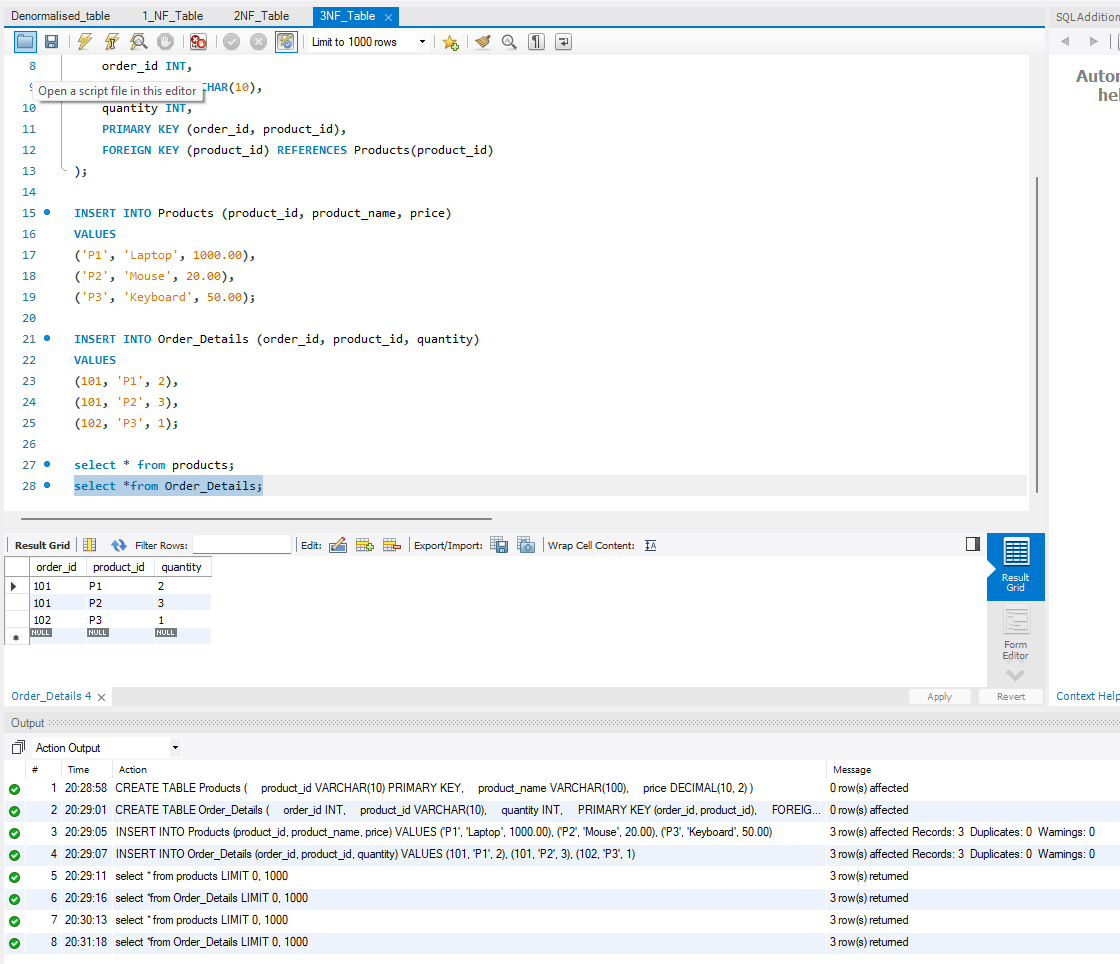 Denormalised_table 1_NF_Table 2NF_Table 3NF_Table
SQLAddition
Limit to 1000 rows
8 order_id INT,
Open a script file in this editor CHAR(10),
10 quantity INT,
11 PRIMARY KEY (order_id, product_id),
12 FOREIGN KEY (product_id) REFERENCES Products(product_id)
13 );
14
15 INSERT INTO Products (product_id, product_name, price)
16 VALUES
17 ('P1', 'Laptop', 1000.00),
18 ('P2', 'Mouse', 20.00),
19 ('P3', 'Keyboard', 50.00);
20
21 INSERT INTO Order_Details (order_id, product_id, quantity)
22 VALUES
23 (101, 'P1', 2),
24 (101, 'P2', 3),
25 (102, 'P3', 1);
26
27 select * from products;
28 select *from Order_Details;
Result Grid Filter Rows: Edit: Export/Import: Wrap Cell Content:
order_id product_id quantity
101 P1 2
101 P2 3
102 P3 1
NULL NULL NULL
Result
Grid
Form
Editor
Order_Details 4 Apply Revert Context Help
Output
Action Output
# Time Action Message
1 20:28:58 CREATE TABLE Products ( product_id VARCHAR(10) PRIMARY KEY, product_name VARCHAR(100), price DECIMAL(10, 2) ) 0 row(s) affected
2 20:29:01 CREATE TABLE Order_Details ( order_id INT, product_id VARCHAR(10), quantity INT, PRIMARY KEY (order_id, product_id), FOREIG... 0 row(s) affected
3 20:29:05 INSERT INTO Products (product_id, product_name, price) VALUES ('P1', 'Laptop', 1000.00), ('P2', 'Mouse', 20.00), ('P3', 'Keyboard', 50.00) 3 row(s) affected Records: 3 Duplicates: 0 Warnings: 0
4 20:29:07 INSERT INTO Order_Details (order_id, product_id, quantity) VALUES (101, 'P1', 2), (101, 'P2', 3), (102, 'P3', 1) 3 row(s) affected Records: 3 Duplicates: 0 Warnings: 0
5 20:29:11 select * from products LIMIT 0, 1000 3 row(s) returned
6 20:29:16 select *from Order_Details LIMIT 0, 1000 3 row(s) returned
7 20:30:13 select * from products LIMIT 0, 1000 3 row(s) returned
8 20:31:18 select *from Order_Details LIMIT 0, 1000 3 row(s) returned